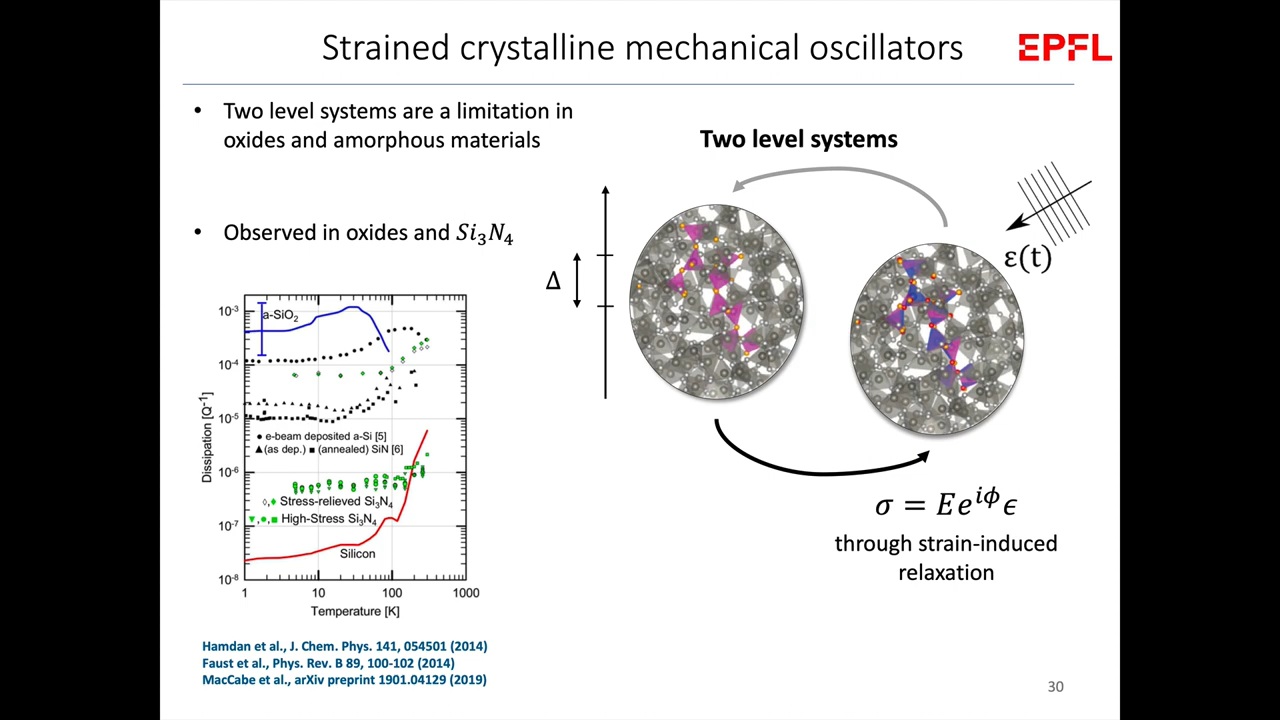 Strained crystalline mechanical oscillators
EPFL
• Two level systems are a limitation in
oxides and amorphous materials
• Observed in oxides and Si₃N₄
Two level systems
Δ
ε(t)
σ = Ee^{iϕ}ϵ
through strain-induced
relaxation
Dissipation [Q⁻¹]
10⁻³
10⁻⁴
10⁻⁵
10⁻⁶
10⁻⁷
10⁻⁸
a-SiO₂
● e-beam deposited a-Si [5]
▲(as dep.) ■ (annealed) SiN [6]
◊,♦ Stress-relieved Si₃N₄
▼,●,■ High-Stress Si₃N₄
Silicon
1 10 100 1000
Temperature [K]
Hamdan et al., J. Chem. Phys. 141, 054501 (2014)
Faust et al., Phys. Rev. B 89, 100-102 (2014)
MacCabe et al., arXiv preprint 1901.04129 (2019)
30